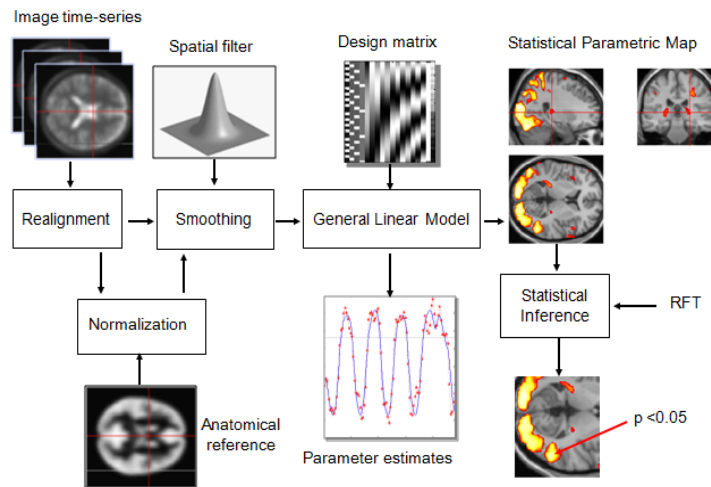 Image time-series
Spatial filter
Design matrix
Statistical Parametric Map
Realignment
Smoothing
General Linear Model
Normalization
Statistical
Inference
RFT
Anatomical
reference
Parameter estimates
p <0.05